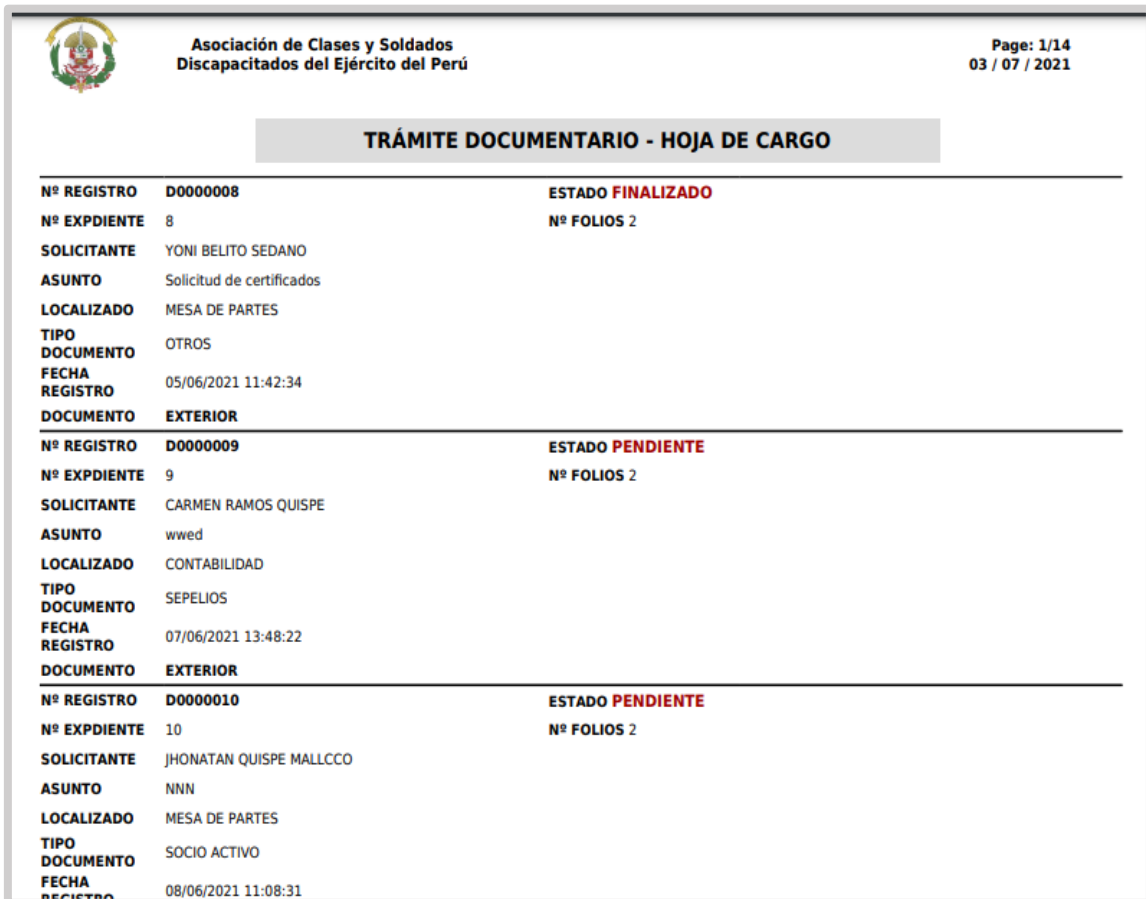 Asociación de Clases y Soldados
Discapacitados del Ejército del Perú
Page: 1/14
03 / 07 / 2021
TRÁMITE DOCUMENTARIO - HOJA DE CARGO
Nº REGISTRO D0000008 ESTADO FINALIZADO
Nº EXPDIENTE 8 Nº FOLIOS 2
SOLICITANTE YONI BELITO SEDANO
ASUNTO Solicitud de certificados
LOCALIZADO MESA DE PARTES
TIPO
DOCUMENTO OTROS
FECHA
REGISTRO 05/06/2021 11:42:34
DOCUMENTO EXTERIOR
Nº REGISTRO D0000009 ESTADO PENDIENTE
Nº EXPDIENTE 9 Nº FOLIOS 2
SOLICITANTE CARMEN RAMOS QUISPE
ASUNTO wwed
LOCALIZADO CONTABILIDAD
TIPO
DOCUMENTO SEPELIOS
FECHA
REGISTRO 07/06/2021 13:48:22
DOCUMENTO EXTERIOR
Nº REGISTRO D0000010 ESTADO PENDIENTE
Nº EXPDIENTE 10 Nº FOLIOS 2
SOLICITANTE JHONATAN QUISPE MALLCCO
ASUNTO NNN
LOCALIZADO MESA DE PARTES
TIPO
DOCUMENTO SOCIO ACTIVO
FECHA
REGISTRO 08/06/2021 11:08:31